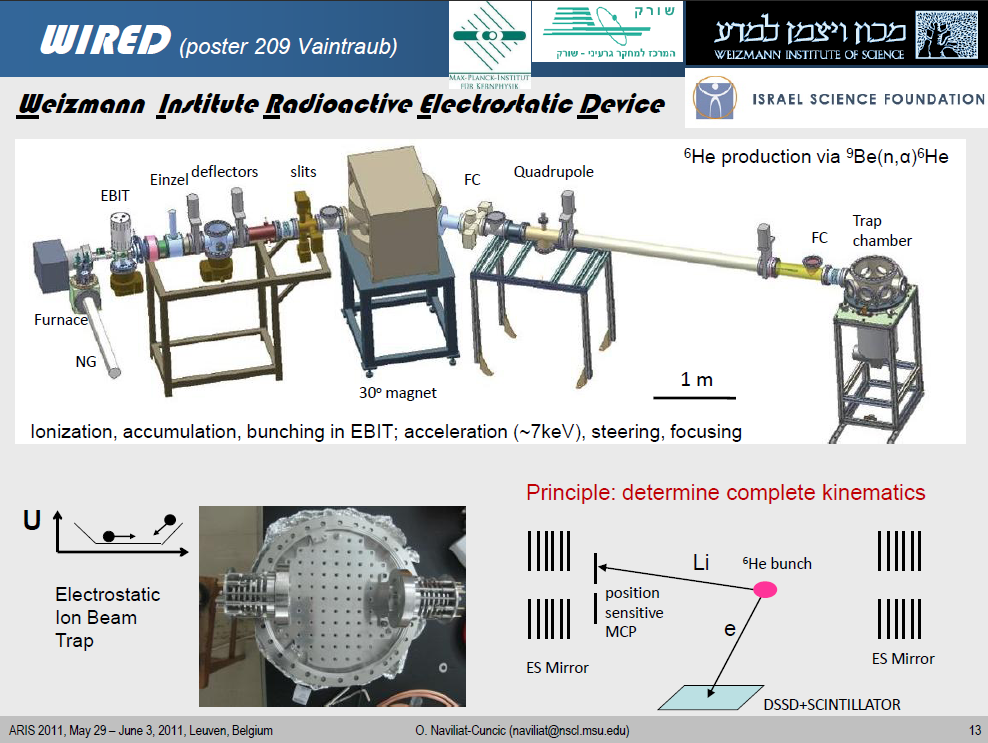 WIRED (poster 209 Vaintraub)
MAX-PLANCK-INSTITUT
FÜR KERNPHYSIK
שורק
המרכז למחקר גרעיני - שורק
מכון ויצמן למדע
WEIZMANN INSTITUTE OF SCIENCE
Weizmann Institute Radioactive Electrostatic Device
ISRAEL SCIENCE FOUNDATION
⁶He production via ⁹Be(n,α)⁶He
EBIT
Einzel
deflectors
slits
FC
Quadrupole
FC
Trap
chamber
Furnace
NG
30º magnet
1 m
Ionization, accumulation, bunching in EBIT; acceleration (~7keV), steering, focusing
Principle: determine complete kinematics
U
Electrostatic
Ion Beam
Trap
Li
⁶He bunch
position
sensitive
MCP
e
ES Mirror
ES Mirror
DSSD+SCINTILLATOR
ARIS 2011, May 29 – June 3, 2011, Leuven, Belgium
O. Naviliat-Cuncic (naviliat@nscl.msu.edu)
13